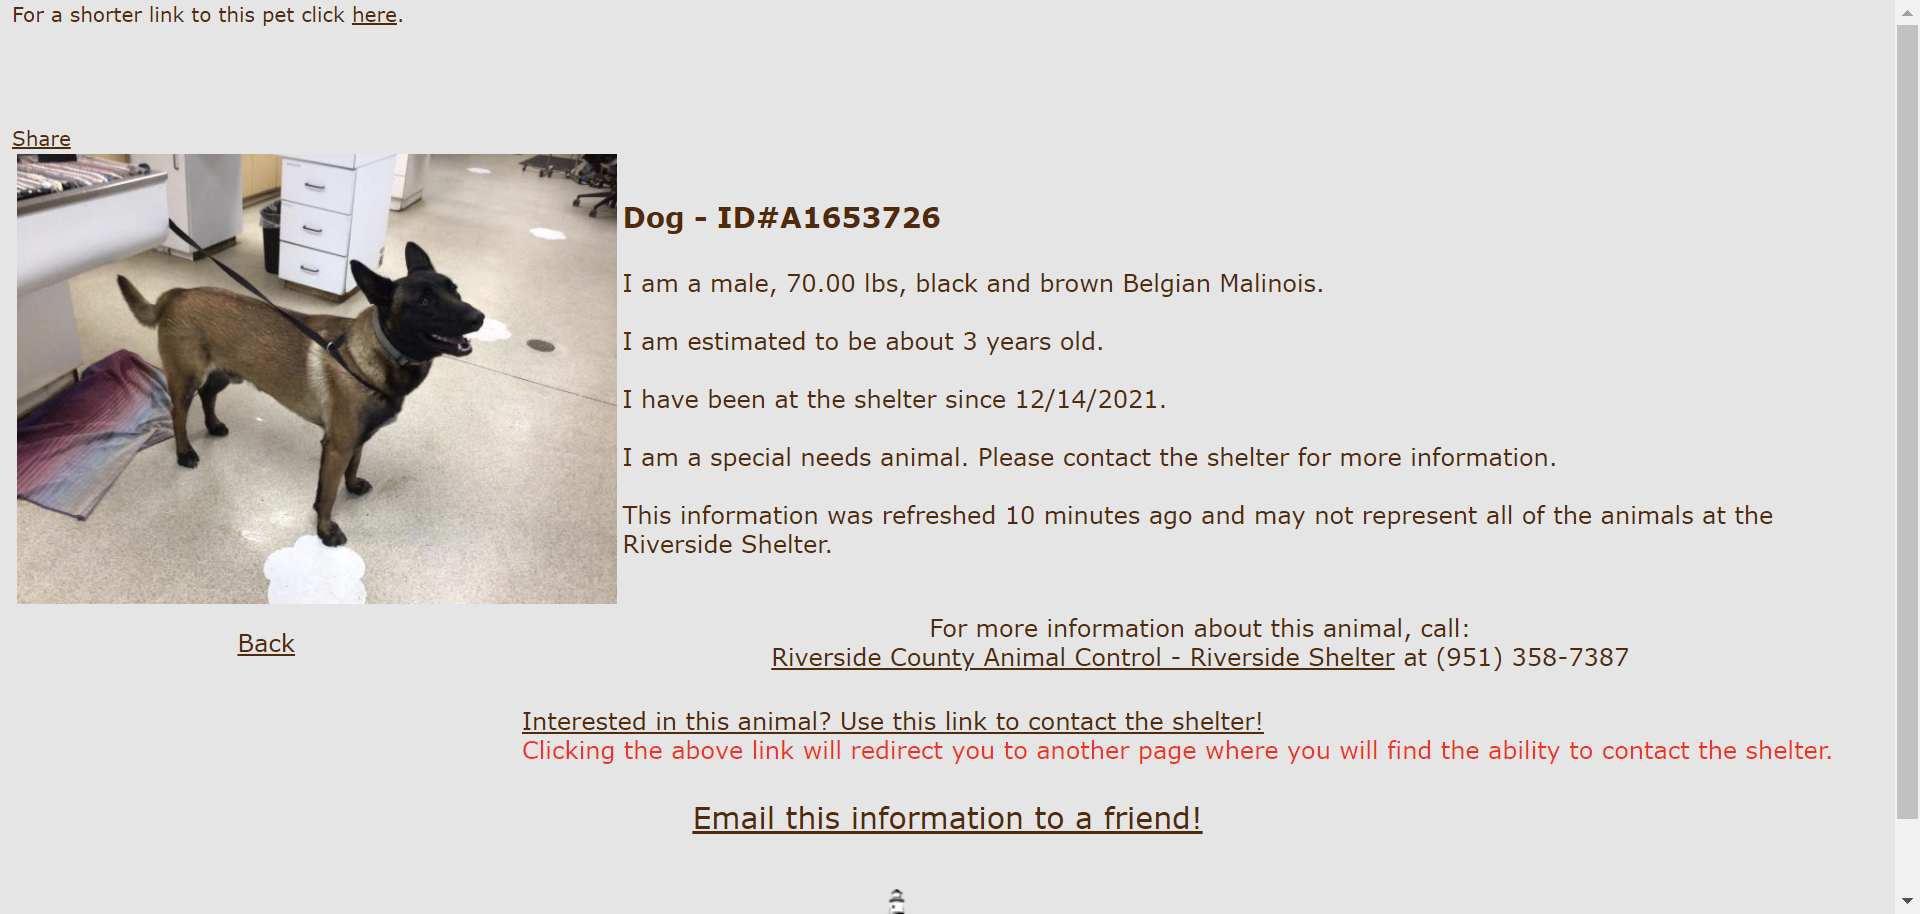 For a shorter link to this pet click here.
Share
Dog - ID#A1653726
I am a male, 70.00 lbs, black and brown Belgian Malinois.
I am estimated to be about 3 years old.
I have been at the shelter since 12/14/2021.
I am a special needs animal. Please contact the shelter for more information.
This information was refreshed 10 minutes ago and may not represent all of the animals at the
Riverside Shelter.
Back
For more information about this animal, call:
Riverside County Animal Control - Riverside Shelter at (951) 358-7387
Interested in this animal? Use this link to contact the shelter!
Clicking the above link will redirect you to another page where you will find the ability to contact the shelter.
Email this information to a friend!